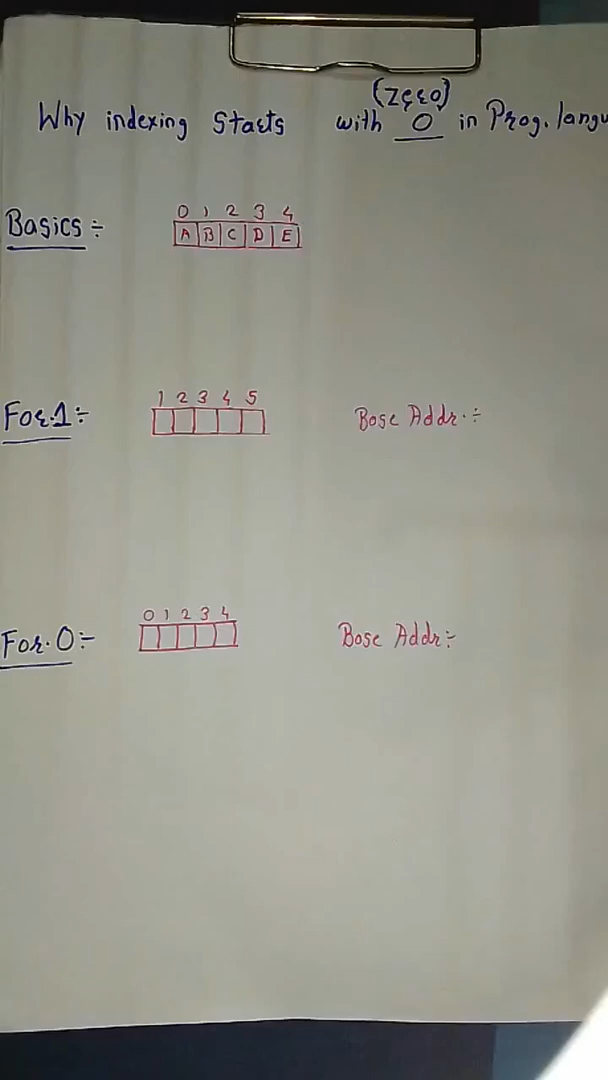 (Zero)
Why indexing Starts with 0 in Prog. langu
Basics :-
0 1 2 3 4
A B C D E
For.1 :-
1 2 3 4 5
Base Addr. :-
For.0 :-
0 1 2 3 4
Base Addr :-